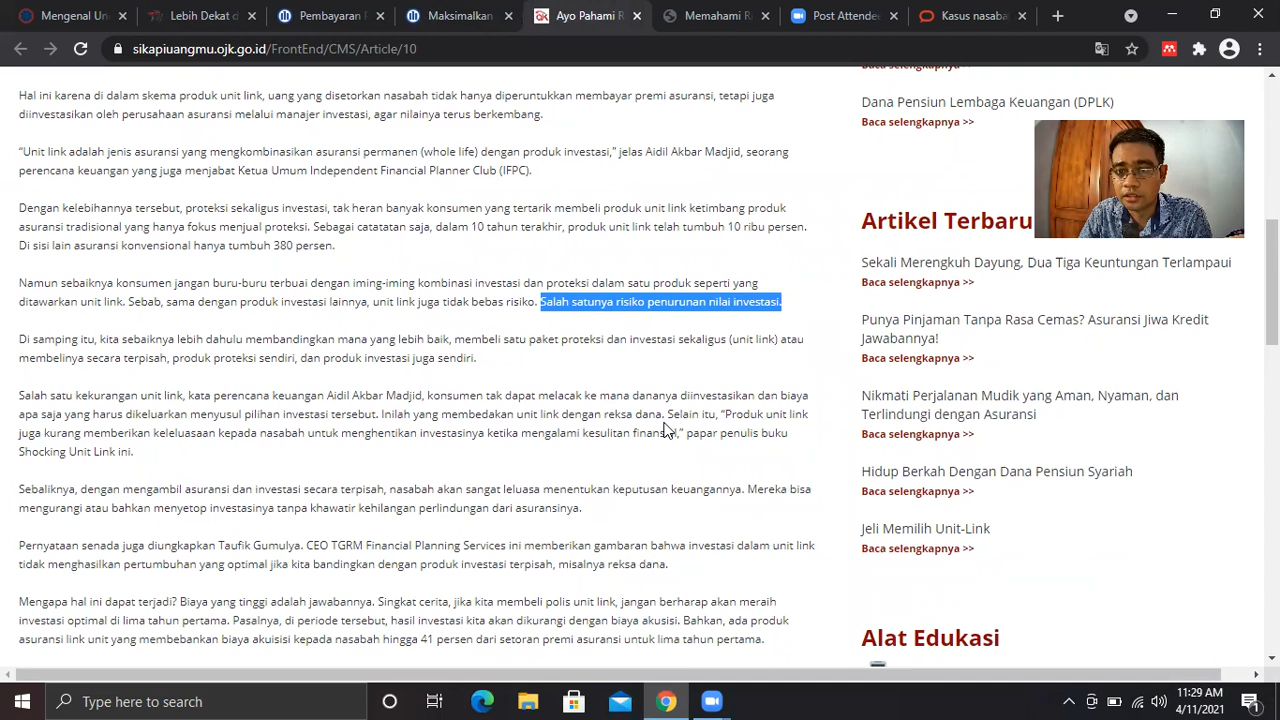 Mengenal Un
Lebih Dekat d
Pembayaran
Maksimalkan
Ayo Pahami R
Memahami R
Post Attende
Kasus nasaba
sikapiuangmu.ojk.go.id/FrontEnd/CMS/Article/10
Hal ini karena di dalam skema produk unit link, uang yang disetorkan nasabah tidak hanya diperuntukkan membayar premi asuransi, tetapi juga
diinvestasikan oleh perusahaan asuransi melalui manajer investasi, agar nilainya terus berkembang.
“Unit link adalah jenis asuransi yang mengkombinasikan asuransi permanen (whole life) dengan produk investasi,” jelas Aidil Akbar Madjid, seorang
perencana keuangan yang juga menjabat Ketua Umum Independent Financial Planner Club (IFPC).
Dengan kelebihannya tersebut, proteksi sekaligus investasi, tak heran banyak konsumen yang tertarik membeli produk unit link ketimbang produk
asuransi tradisional yang hanya fokus menjual proteksi. Sebagai catatatan saja, dalam 10 tahun terakhir, produk unit link telah tumbuh 10 ribu persen.
Di sisi lain asuransi konvensional hanya tumbuh 380 persen.
Namun sebaiknya konsumen jangan buru-buru terbuai dengan iming-iming kombinasi investasi dan proteksi dalam satu produk seperti yang
ditawarkan unit link. Sebab, sama dengan produk investasi lainnya, unit link juga tidak bebas risiko. Salah satunya risiko penurunan nilai investasi.
Di samping itu, kita sebaiknya lebih dahulu membandingkan mana yang lebih baik, membeli satu paket proteksi dan investasi sekaligus (unit link) atau
membelinya secara terpisah, produk proteksi sendiri, dan produk investasi juga sendiri.
Salah satu kekurangan unit link, kata perencana keuangan Aidil Akbar Madjid, konsumen tak dapat melacak ke mana dananya diinvestasikan dan biaya
apa saja yang harus dikeluarkan menyusul pilihan investasi tersebut. Inilah yang membedakan unit link dengan reksa dana. Selain itu, “Produk unit link
juga kurang memberikan keleluasaan kepada nasabah untuk menghentikan investasinya ketika mengalami kesulitan finansial,” papar penulis buku
Shocking Unit Link ini.
Sebaliknya, dengan mengambil asuransi dan investasi secara terpisah, nasabah akan sangat leluasa menentukan keputusan keuangannya. Mereka bisa
mengurangi atau bahkan menyetop investasinya tanpa khawatir kehilangan perlindungan dari asuransinya.
Pernyataan senada juga diungkapkan Taufik Gumulya. CEO TGRM Financial Planning Services ini memberikan gambaran bahwa investasi dalam unit link
tidak menghasilkan pertumbuhan yang optimal jika kita bandingkan dengan produk investasi terpisah, misalnya reksa dana.
Mengapa hal ini dapat terjadi? Biaya yang tinggi adalah jawabannya. Singkat cerita, jika kita membeli polis unit link, jangan berharap akan meraih
investasi optimal di lima tahun pertama. Pasalnya, di periode tersebut, hasil investasi kita akan dikurangi dengan biaya akusisi. Bahkan, ada produk
asuransi link unit yang membebankan biaya akuisisi kepada nasabah hingga 41 persen dari setoran premi asuransi untuk lima tahun pertama.
Baca selengkapnya >>
Dana Pensiun Lembaga Keuangan (DPLK)
Baca selengkapnya >>
Artikel Terbaru
Sekali Merengkuh Dayung, Dua Tiga Keuntungan Terlampaui
Baca selengkapnya >>
Punya Pinjaman Tanpa Rasa Cemas? Asuransi Jiwa Kredit
Jawabannya!
Baca selengkapnya >>
Nikmati Perjalanan Mudik yang Aman, Nyaman, dan
Terlindungi dengan Asuransi
Baca selengkapnya >>
Hidup Berkah Dengan Dana Pensiun Syariah
Baca selengkapnya >>
Jeli Memilih Unit-Link
Baca selengkapnya >>
Alat Edukasi
Type here to search
11:29 AM
4/11/2021